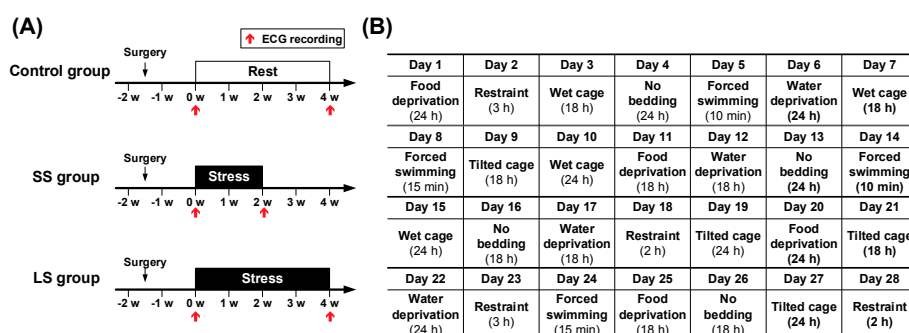 (A)
ECG recording
Surgery
Control group
Rest
-2 w -1 w 0 w 1 w 2 w 3 w 4 w
SS group
Surgery
Stress
-2 w -1 w 0 w 1 w 2 w 3 w 4 w
LS group
Surgery
Stress
-2 w -1 w 0 w 1 w 2 w 3 w 4 w
(B)
Day 1 Day 2 Day 3 Day 4 Day 5 Day 6 Day 7
Food deprivation (24 h) Restraint (3 h) Wet cage (18 h) No bedding (24 h) Forced swimming (10 min) Water deprivation (24 h) Wet cage (18 h)
Day 8 Day 9 Day 10 Day 11 Day 12 Day 13 Day 14
Forced swimming (15 min) Tilted cage (18 h) Wet cage (24 h) Food deprivation (18 h) Water deprivation (18 h) No bedding (24 h) Forced swimming (10 min)
Day 15 Day 16 Day 17 Day 18 Day 19 Day 20 Day 21
Wet cage (24 h) No bedding (18 h) Water deprivation (18 h) Restraint (2 h) Tilted cage (24 h) Food deprivation (24 h) Tilted cage (18 h)
Day 22 Day 23 Day 24 Day 25 Day 26 Day 27 Day 28
Water deprivation (24 h) Restraint (3 h) Forced swimming (15 min) Food deprivation (18 h) No bedding (18 h) Tilted cage (24 h) Restraint (2 h)